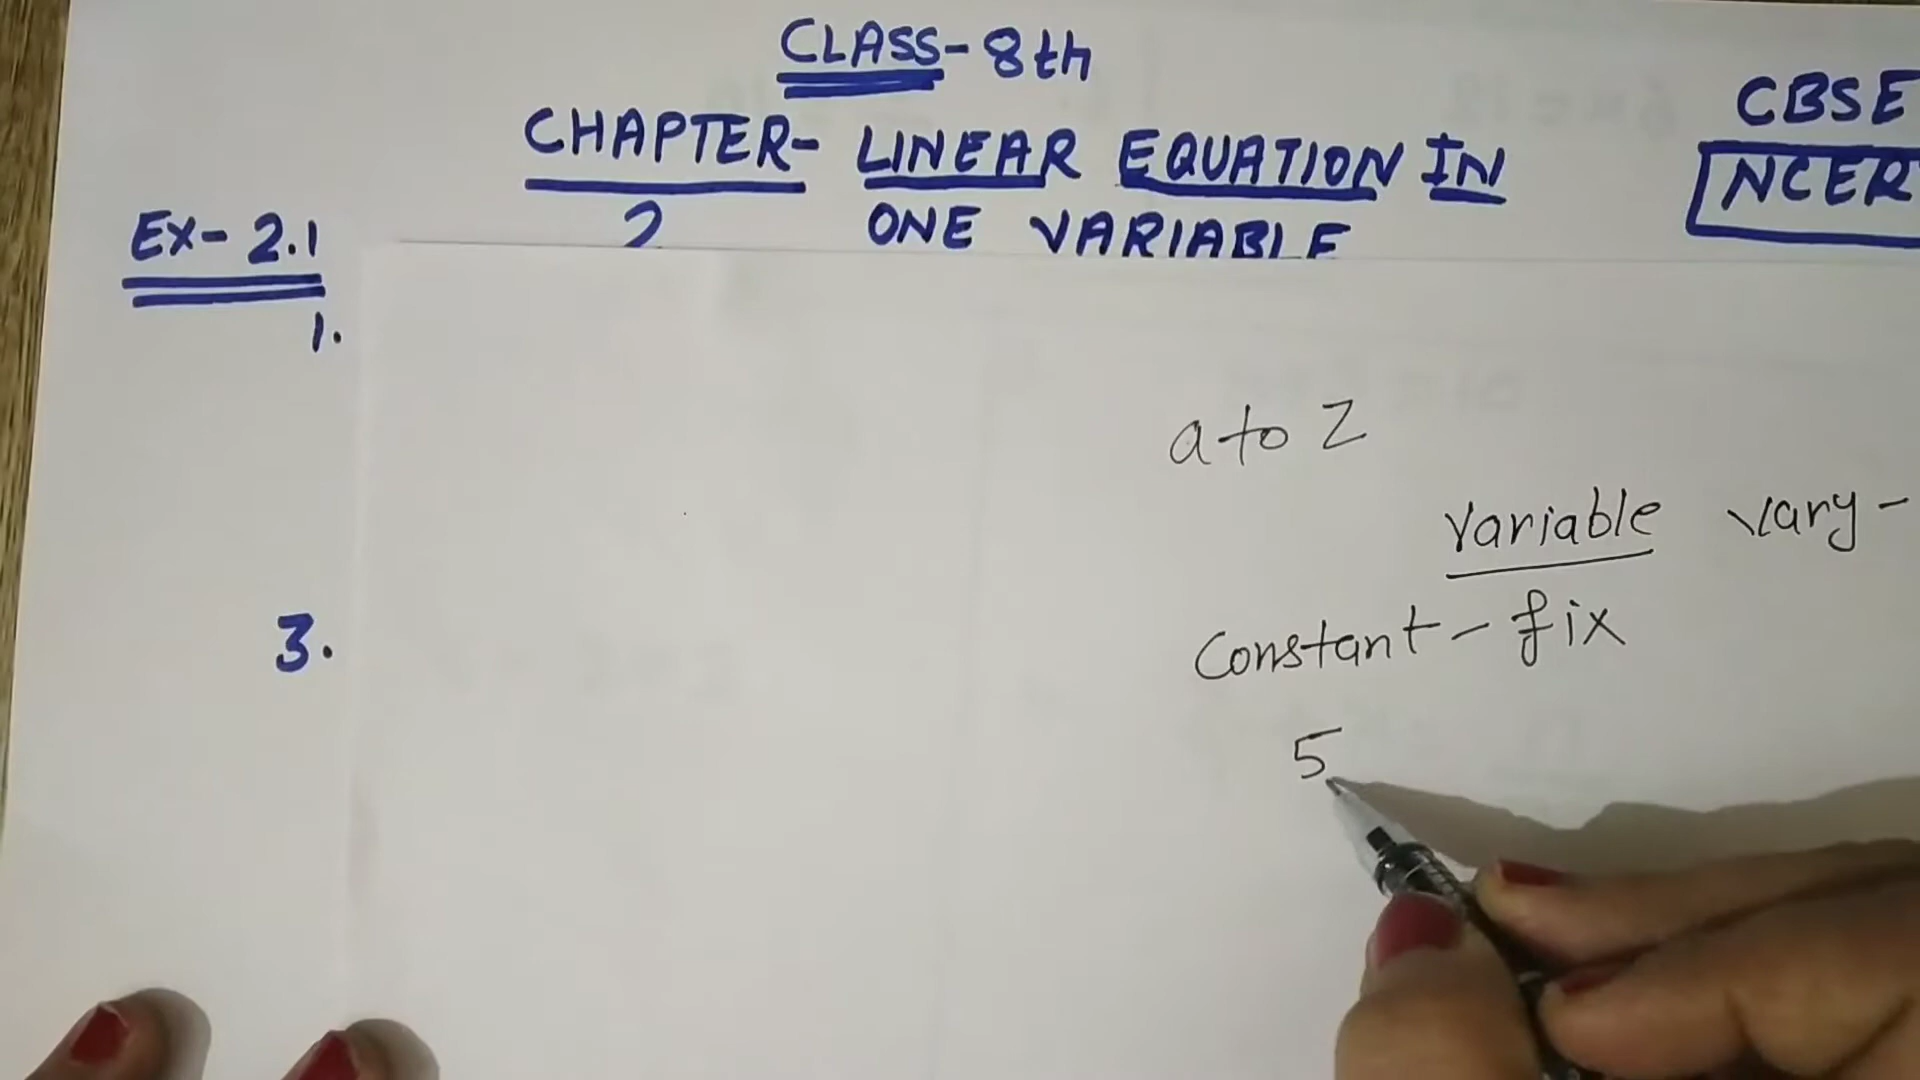 CLASS-8th
CHAPTER- LINEAR EQUATION IN
2 ONE VARIABLE
CBSE
NCER
EX-2.1
1.
a to z
variable vary-
constant - fix
3.
5